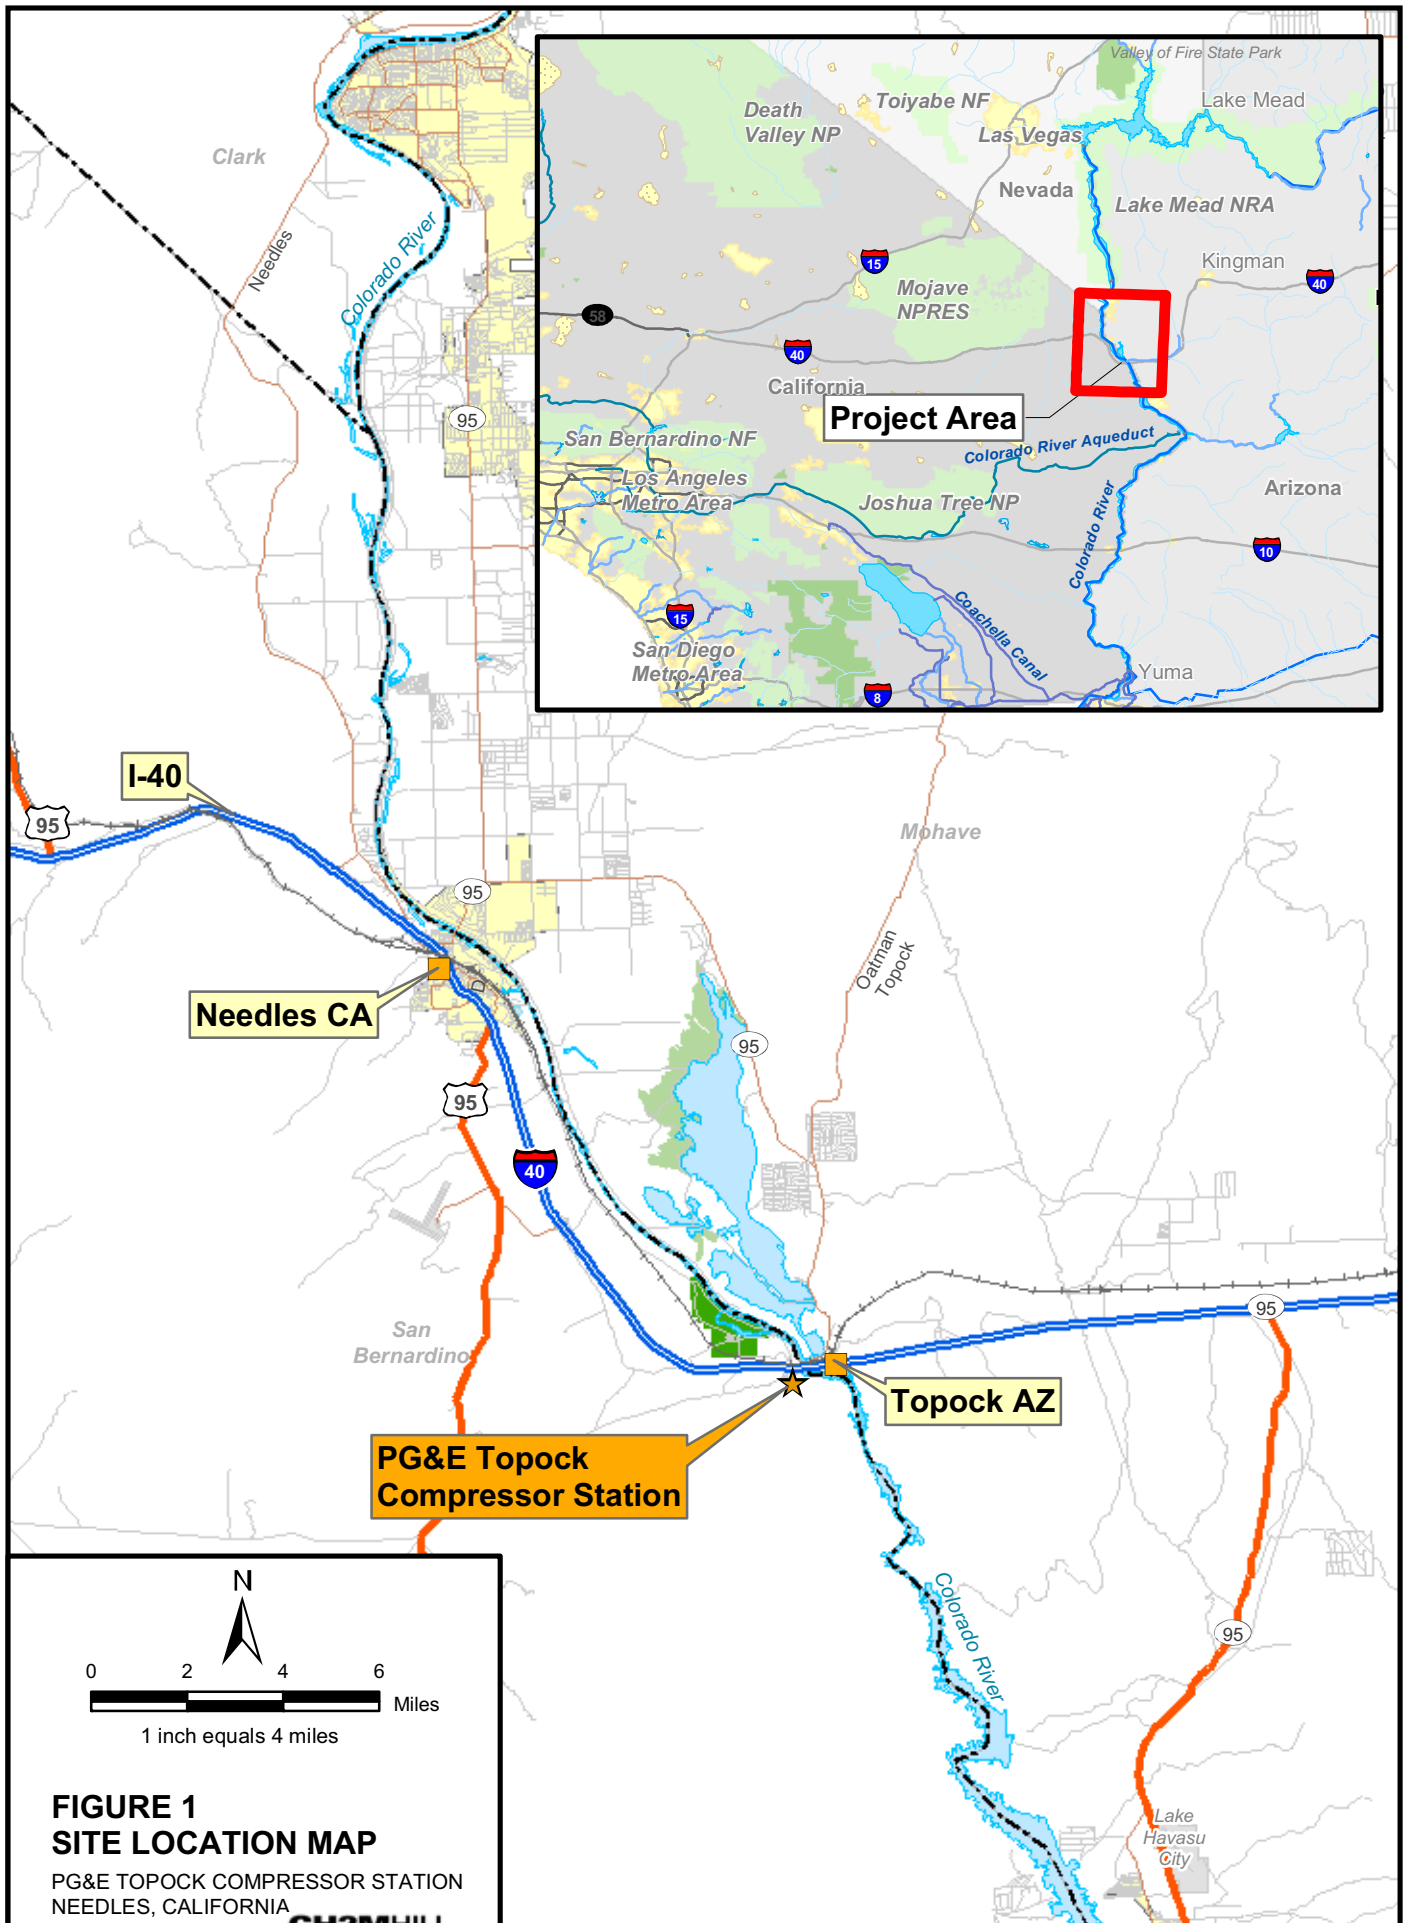 Clark
Needles
Colorado River
95
Valley of Fire State Park
Lake Mead
Toiyabe NF
Death
Valley NP
Las Vegas
Nevada
Lake Mead NRA
Kingman
15
40
Mojave
NPRES
58
40
California
Project Area
San Bernardino NF
Colorado River Aqueduct
Los Angeles
Metro Area
Joshua Tree NP
Arizona
Colorado River
10
15
Coachella Canal
San Diego
Metro Area
Yuma
8
I-40
95
Mohave
95
Oatman
Topock
Needles CA
D
95
95
40
95
San
Bernardino
Topock AZ
PG&E Topock
Compressor Station
Colorado River
95
Lake
Havasu
City
N
0 2 4 6
Miles
1 inch equals 4 miles
FIGURE 1
SITE LOCATION MAP
PG&E TOPOCK COMPRESSOR STATION
NEEDLES, CALIFORNIA
CH2MHILL